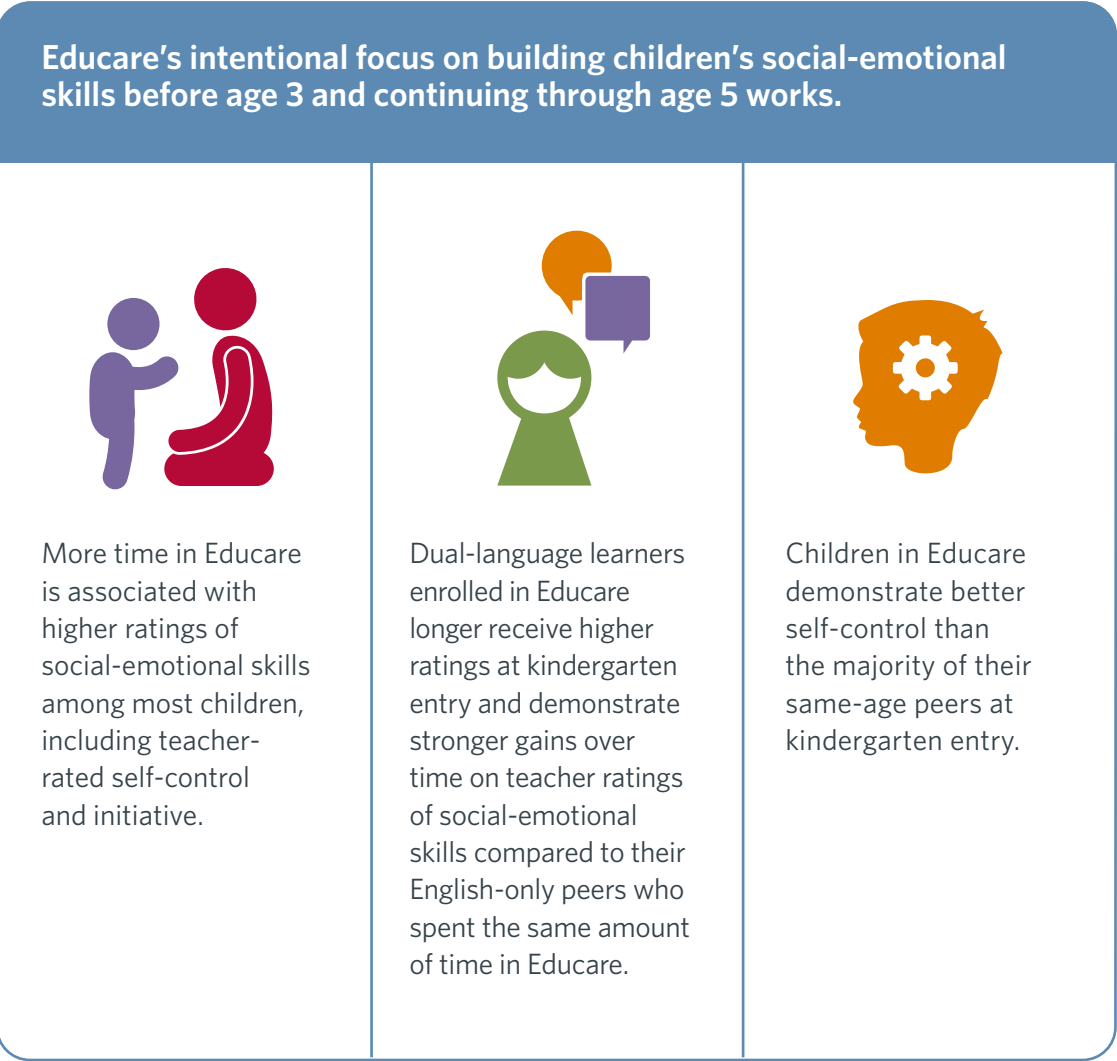 Educare’s intentional focus on building children’s social-emotional
skills before age 3 and continuing through age 5 works.
More time in Educare
is associated with
higher ratings of
social-emotional skills
among most children,
including teacher-
rated self-control
and initiative.
Dual-language learners
enrolled in Educare
longer receive higher
ratings at kindergarten
entry and demonstrate
stronger gains over
time on teacher ratings
of social-emotional
skills compared to their
English-only peers who
spent the same amount
of time in Educare.
Children in Educare
demonstrate better
self-control than
the majority of their
same-age peers at
kindergarten entry.